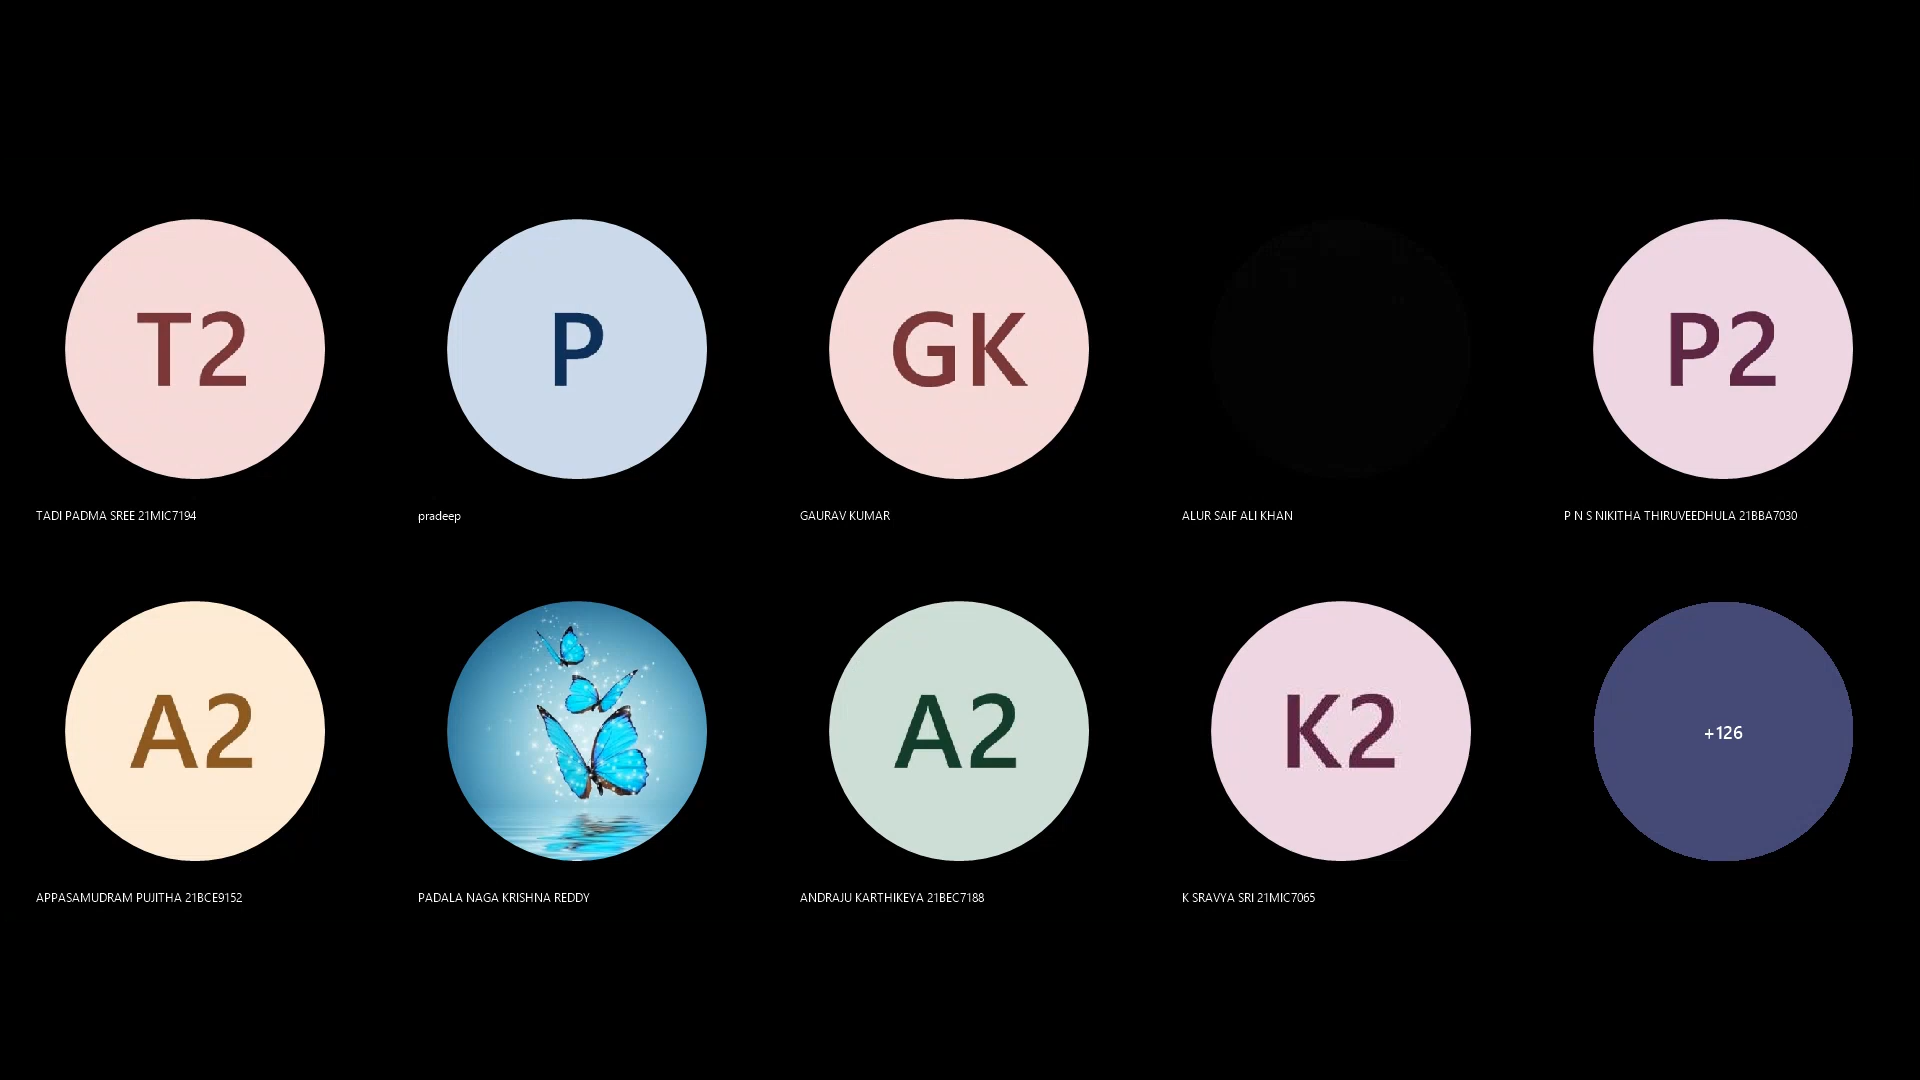 T2
P
GK
P2
TADI PADMA SREE 21MIC7194
pradeep
GAURAV KUMAR
ALUR SAIF ALI KHAN
P N S NIKITHA THIRUVEEDHULA 21BBA7030
A2
A2
K2
+126
APPASAMUDRAM PUJITHA 21BCE9152
PADALA NAGA KRISHNA REDDY
ANDRAJU KARTHIKEYA 21BEC7188
K SRAVYA SRI 21MIC7065